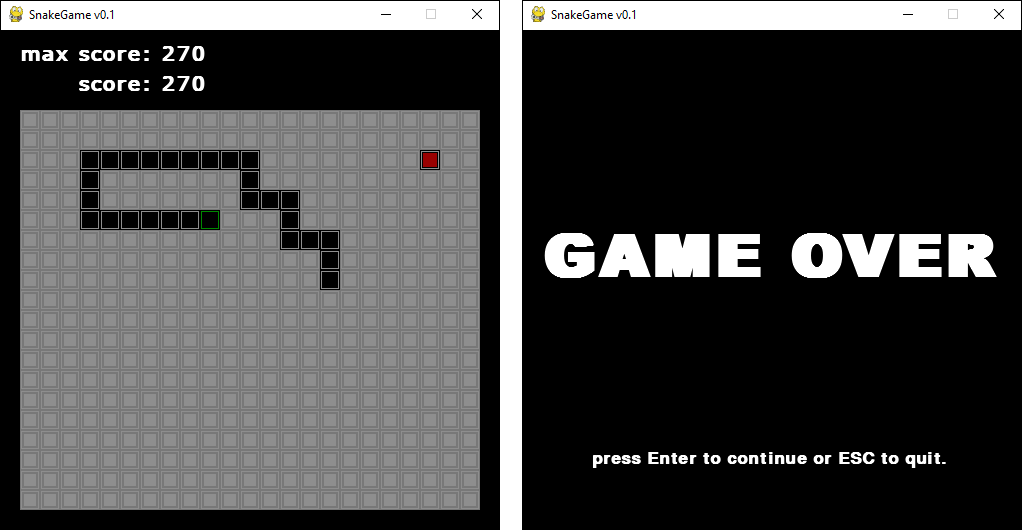 SnakeGame v0.1
max score: 270
score: 270
SnakeGame v0.1
GAME OVER
press Enter to continue or ESC to quit.